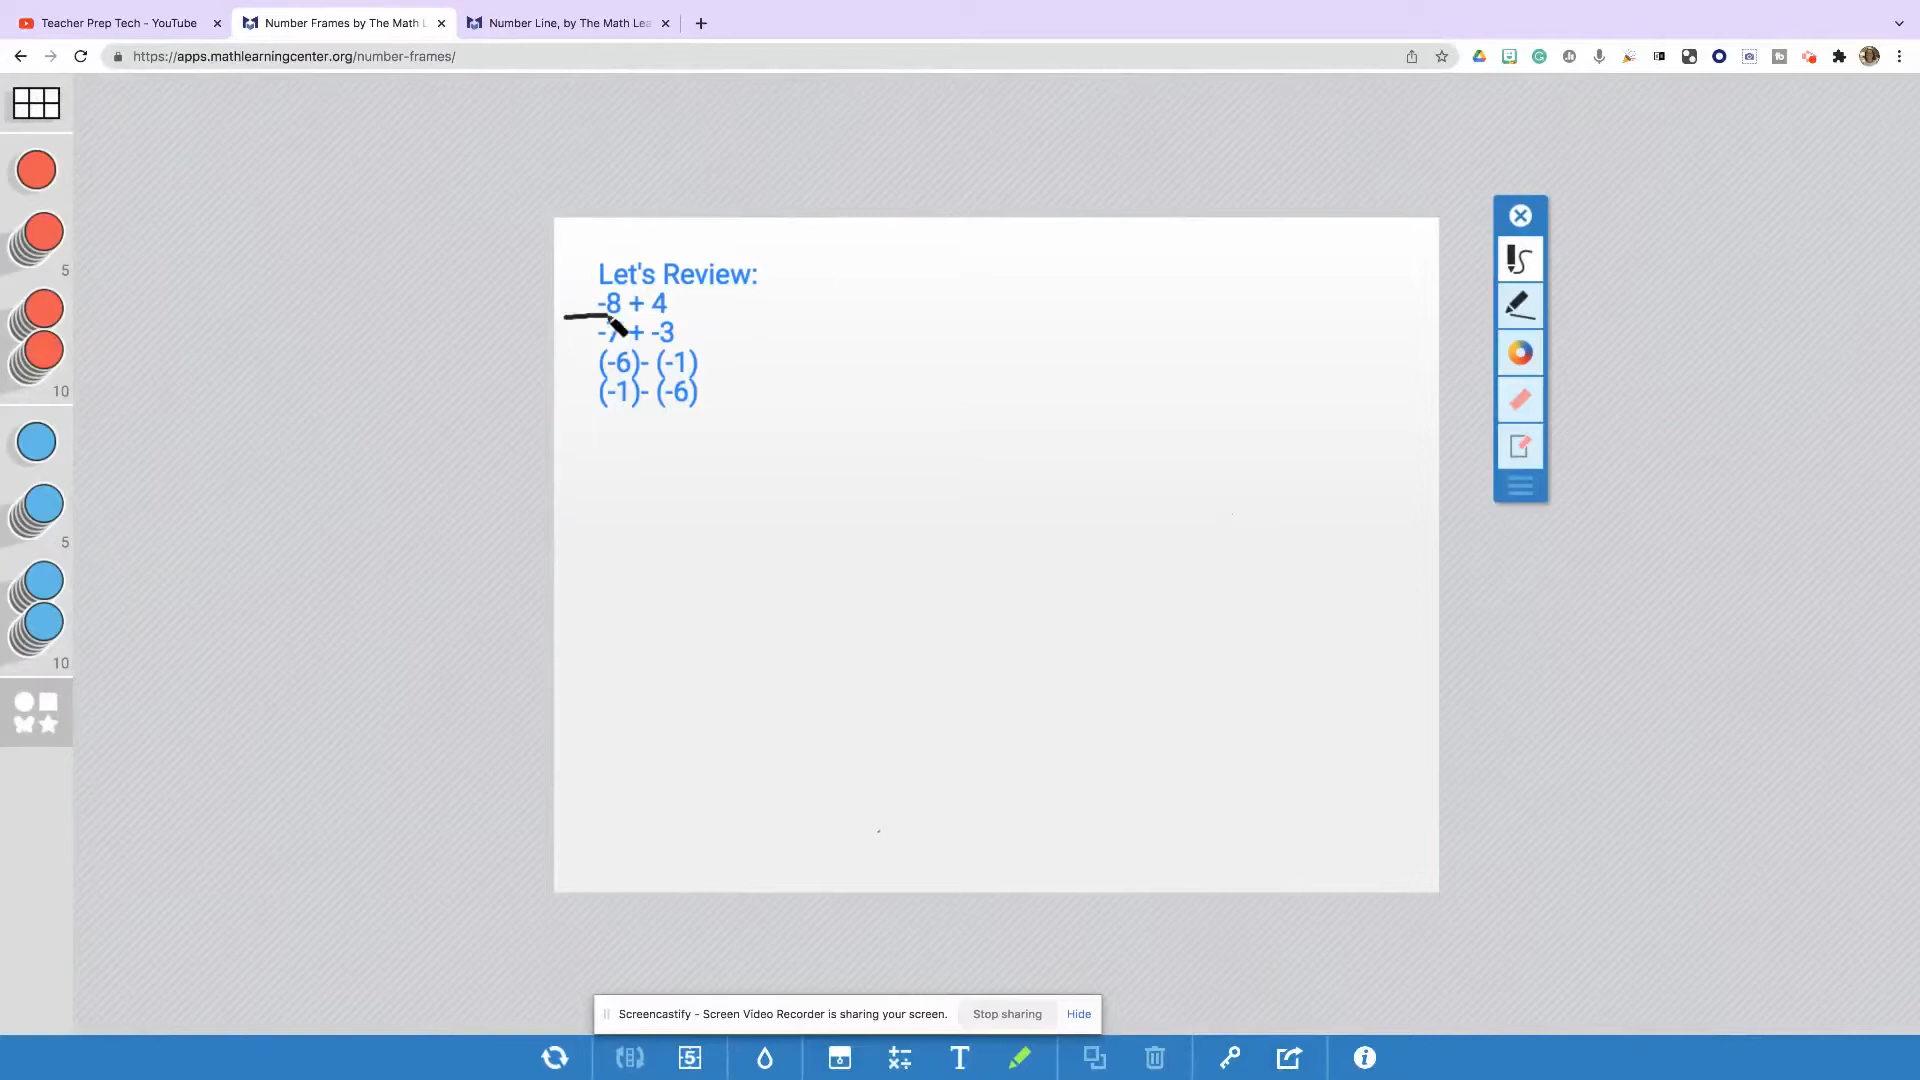 Teacher Prep Tech - YouTube
Number Frames by The Math L
Number Line, by The Math Lea
https://apps.mathlearningcenter.org/number-frames/
5
10
5
10
Let's Review:
-8 + 4
-7 + -3
(-6)- (-1)
(-1)- (-6)
Screencastify - Screen Video Recorder is sharing your screen.
Stop sharing
Hide
5
T